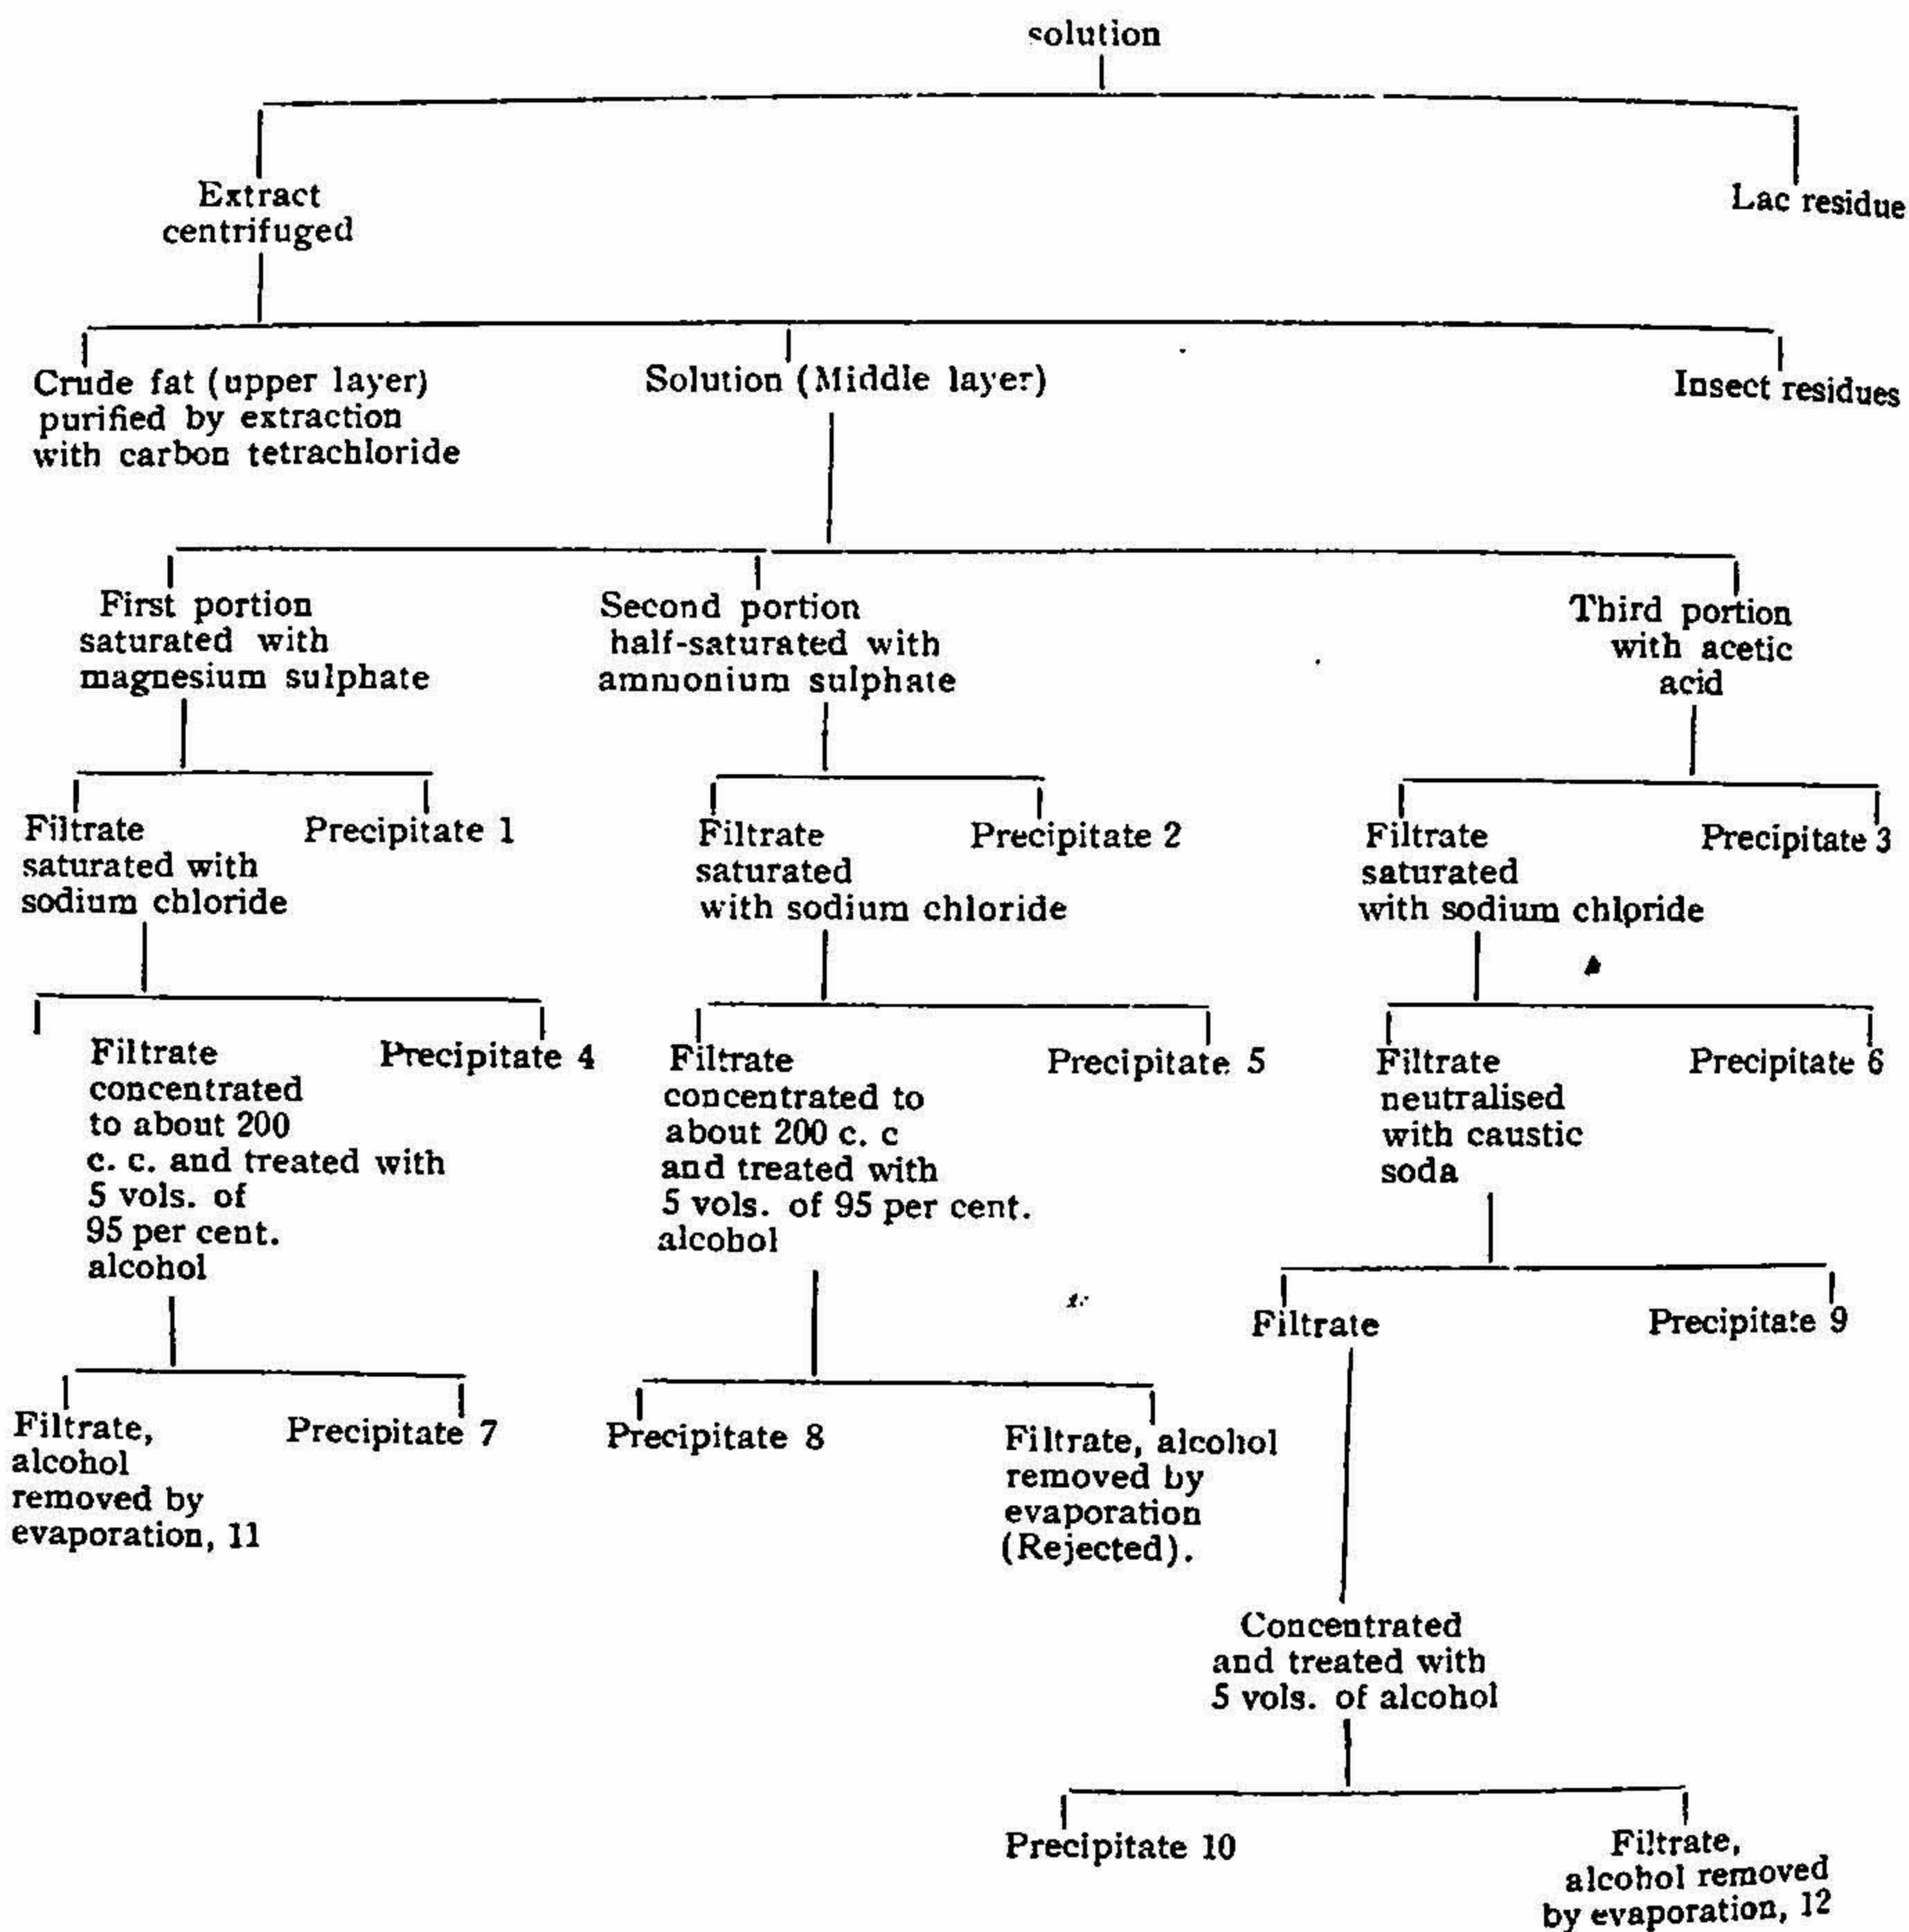 solution
Extract
centrifuged
Lac residue
Crude fat (upper layer)
purified by extraction
with carbon tetrachloride
Solution (Middle layer)
Insect residues
First portion
saturated with
magnesium sulphate
Second portion
half-saturated with
ammonium sulphate
Third portion
with acetic
acid
Filtrate
saturated with
sodium chloride
Precipitate 1
Filtrate
saturated
with sodium chloride
Precipitate 2
Filtrate
saturated
with sodium chloride
Precipitate 3
Filtrate
concentrated
to about 200
c. c. and treated with
5 vols. of
95 per cent.
alcohol
Precipitate 4
Filtrate
concentrated to
about 200 c. c
and treated with
5 vols. of 95 per cent.
alcohol
Precipitate 5
Filtrate
neutralised
with caustic
soda
Precipitate 6
Filtrate
Precipitate 9
Filtrate,
alcohol
removed by
evaporation, 11
Precipitate 7
Precipitate 8
Filtrate, alcohol
removed by
evaporation
(Rejected).
Concentrated
and treated with
5 vols. of alcohol
Precipitate 10
Filtrate,
alcohol removed
by evaporation, 12